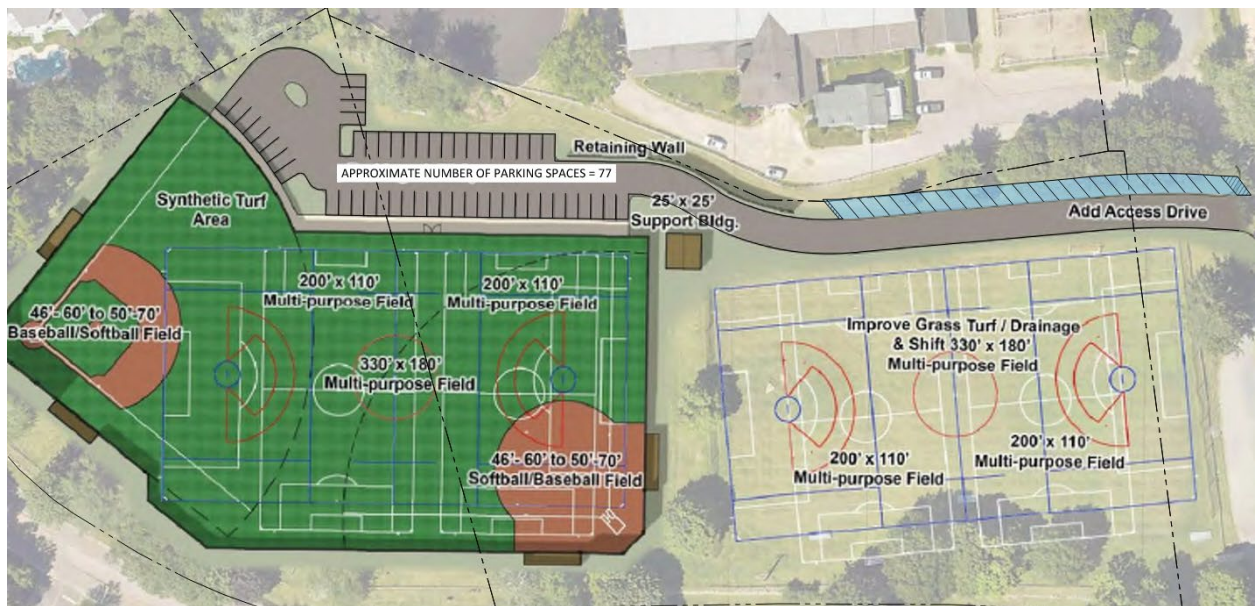 Retaining Wall
APPROXIMATE NUMBER OF PARKING SPACES = 77
Synthetic Turf
Area
25' x 25'
Support Bldg.
Add Access Drive
200' x 110'
Multi-purpose Field
200' x 110'
Multi-purpose Field
46'- 60' to 50'-70'
Baseball/Softball Field
330' x 180'
Multi-purpose Field
Improve Grass Turf / Drainage
& Shift 330' x 180'
Multi-purpose Field
46'- 60' to 50'-70'
Softball/Baseball Field
200' x 110'
Multi-purpose Field
200' x 110'
Multi-purpose Field